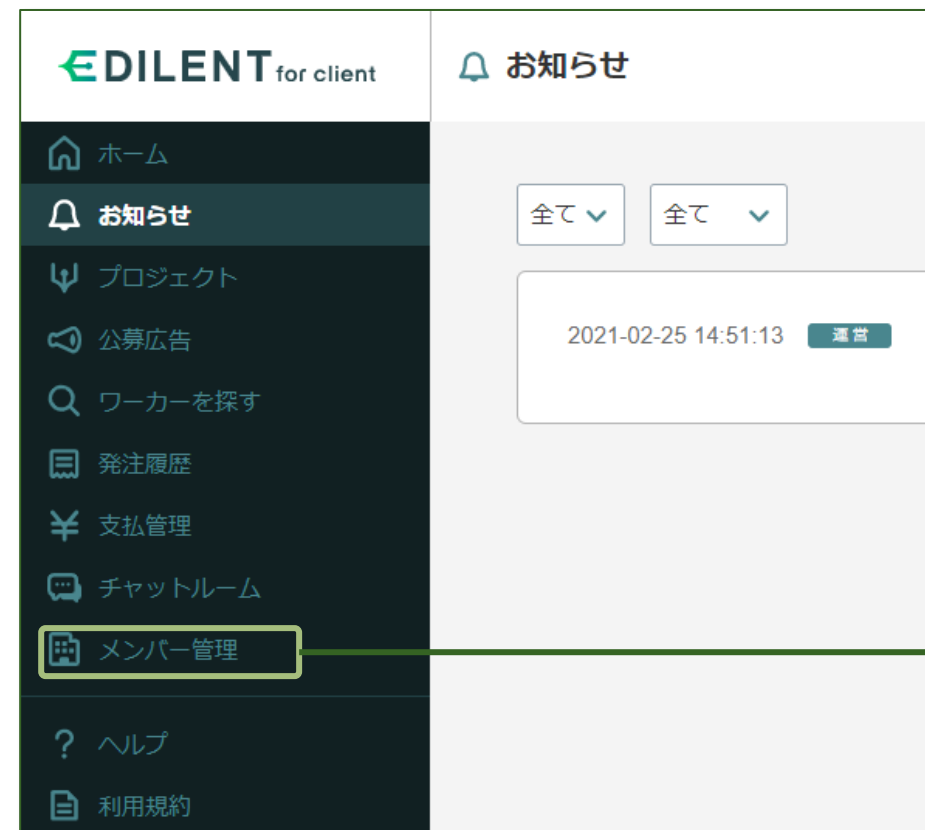 EDILENT for client
お知らせ
ホーム
お知らせ
プロジェクト
公募広告
ワーカーを探す
発注履歴
支払管理
チャットルーム
メンバー管理
ヘルプ
利用規約
全て 全て
2021-02-25 14:51:13 運営